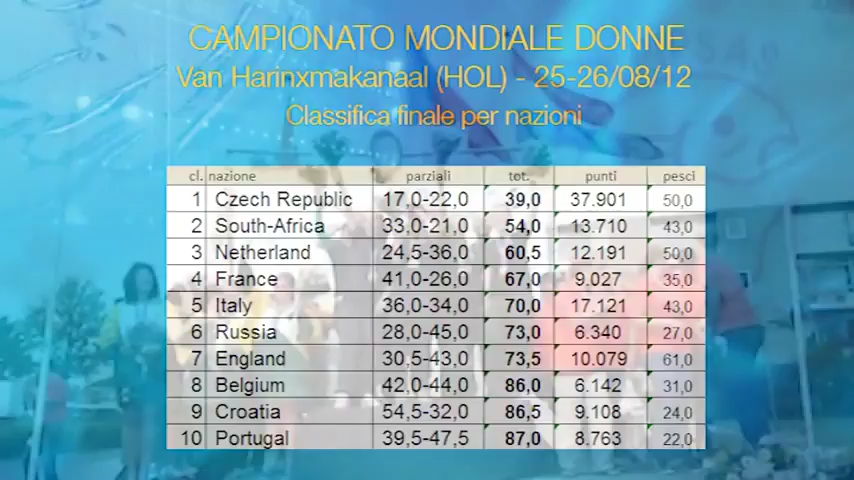 CAMPIONATO MONDIALE DONNE
Van Harinxmakanaal (HOL) - 25-26/08/12
Classifica finale per nazioni
cl. nazione parziali tot. punti pesci
1 Czech Republic 17,0-22,0 39,0 37.901 50,0
2 South-Africa 33,0-21,0 54,0 13.710 43,0
3 Netherland 24,5-36,0 60,5 12.191 50,0
4 France 41,0-26,0 67,0 9.027 35,0
5 Italy 36,0-34,0 70,0 17.121 43,0
6 Russia 28,0-45,0 73,0 6.340 27,0
7 England 30,5-43,0 73,5 10.079 61,0
8 Belgium 42,0-44,0 86,0 6.142 31,0
9 Croatia 54,5-32,0 86,5 9.108 24,0
10 Portugal 39,5-47,5 87,0 8.763 22,0